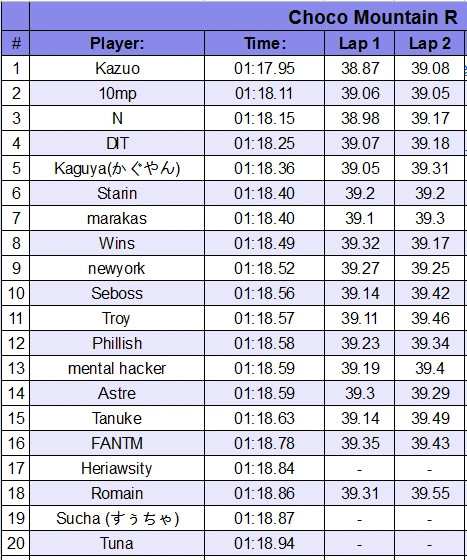 Choco Mountain R
# Player: Time: Lap 1 Lap 2
1 Kazuo 01:17.95 38.87 39.08
2 10mp 01:18.11 39.06 39.05
3 N 01:18.15 38.98 39.17
4 DIT 01:18.25 39.07 39.18
5 Kaguya(かぐやん) 01:18.36 39.05 39.31
6 Starin 01:18.40 39.2 39.2
7 marakas 01:18.40 39.1 39.3
8 Wins 01:18.49 39.32 39.17
9 newyork 01:18.52 39.27 39.25
10 Seboss 01:18.56 39.14 39.42
11 Troy 01:18.57 39.11 39.46
12 Phillish 01:18.58 39.23 39.34
13 mental hacker 01:18.59 39.19 39.4
14 Astre 01:18.59 39.3 39.29
15 Tanuke 01:18.63 39.14 39.49
16 FANTM 01:18.78 39.35 39.43
17 Heriawsity 01:18.84 - -
18 Romain 01:18.86 39.31 39.55
19 Sucha (すぅちゃ) 01:18.87 - -
20 Tuna 01:18.94 - -